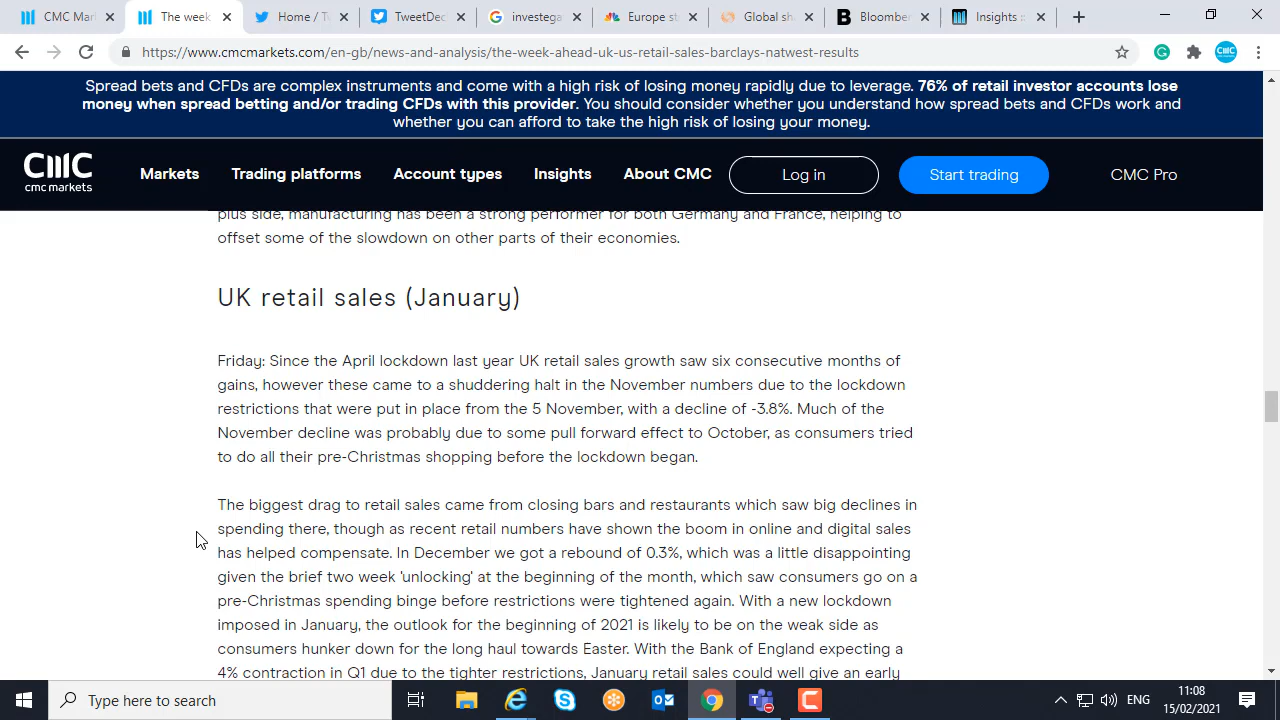 CMC Mar
The week
Home / Tw
TweetDec
investega
Europe st
Global sh
Bloomber
Insights ::
https://www.cmcmarkets.com/en-gb/news-and-analysis/the-week-ahead-uk-us-retail-sales-barclays-natwest-results
Spread bets and CFDs are complex instruments and come with a high risk of losing money rapidly due to leverage. 76% of retail investor accounts lose
money when spread betting and/or trading CFDs with this provider. You should consider whether you understand how spread bets and CFDs work and
whether you can afford to take the high risk of losing your money.
cmc markets
Markets
Trading platforms
Account types
Insights
About CMC
Log in
Start trading
CMC Pro
plus side, manufacturing has been a strong performer for both Germany and France, helping to
offset some of the slowdown on other parts of their economies.
UK retail sales (January)
Friday: Since the April lockdown last year UK retail sales growth saw six consecutive months of
gains, however these came to a shuddering halt in the November numbers due to the lockdown
restrictions that were put in place from the 5 November, with a decline of -3.8%. Much of the
November decline was probably due to some pull forward effect to October, as consumers tried
to do all their pre-Christmas shopping before the lockdown began.
The biggest drag to retail sales came from closing bars and restaurants which saw big declines in
spending there, though as recent retail numbers have shown the boom in online and digital sales
has helped compensate. In December we got a rebound of 0.3%, which was a little disappointing
given the brief two week 'unlocking' at the beginning of the month, which saw consumers go on a
pre-Christmas spending binge before restrictions were tightened again. With a new lockdown
imposed in January, the outlook for the beginning of 2021 is likely to be on the weak side as
consumers hunker down for the long haul towards Easter. With the Bank of England expecting a
4% contraction in Q1 due to the tighter restrictions, January retail sales could well give an early
Type here to search
ENG
11:08
15/02/2021